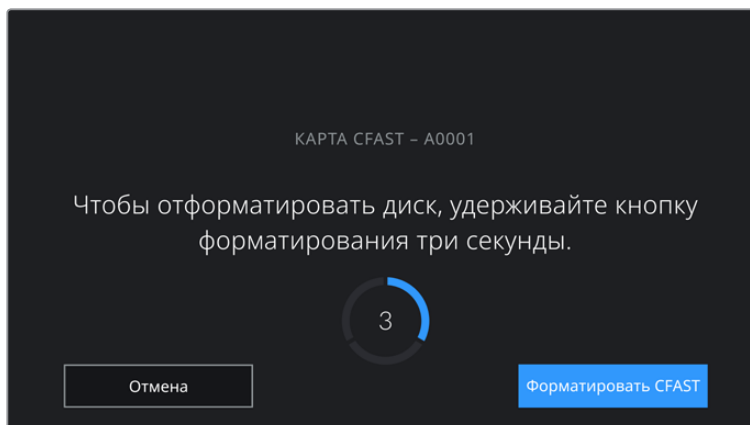 КАРТА CFAST – A0001
Чтобы отформатировать диск, удерживайте кнопку
форматирования три секунды.
3
Отмена
Форматировать CFAST